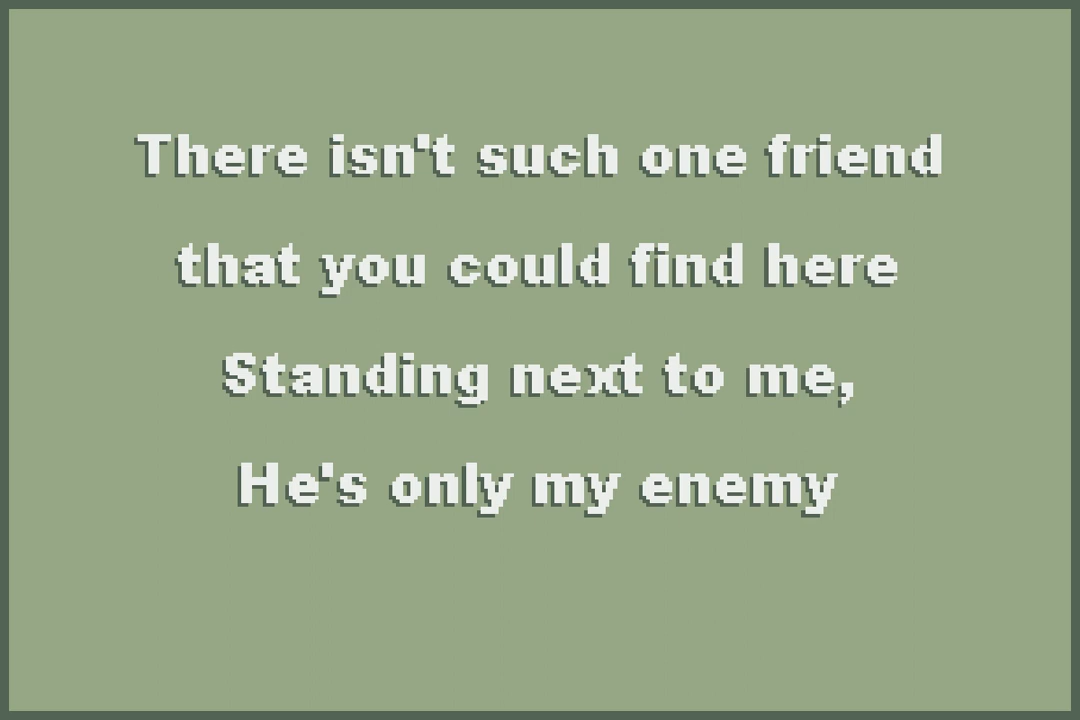 There isn't such one friend
that you could find here
Standing next to me,
He's only my enemy